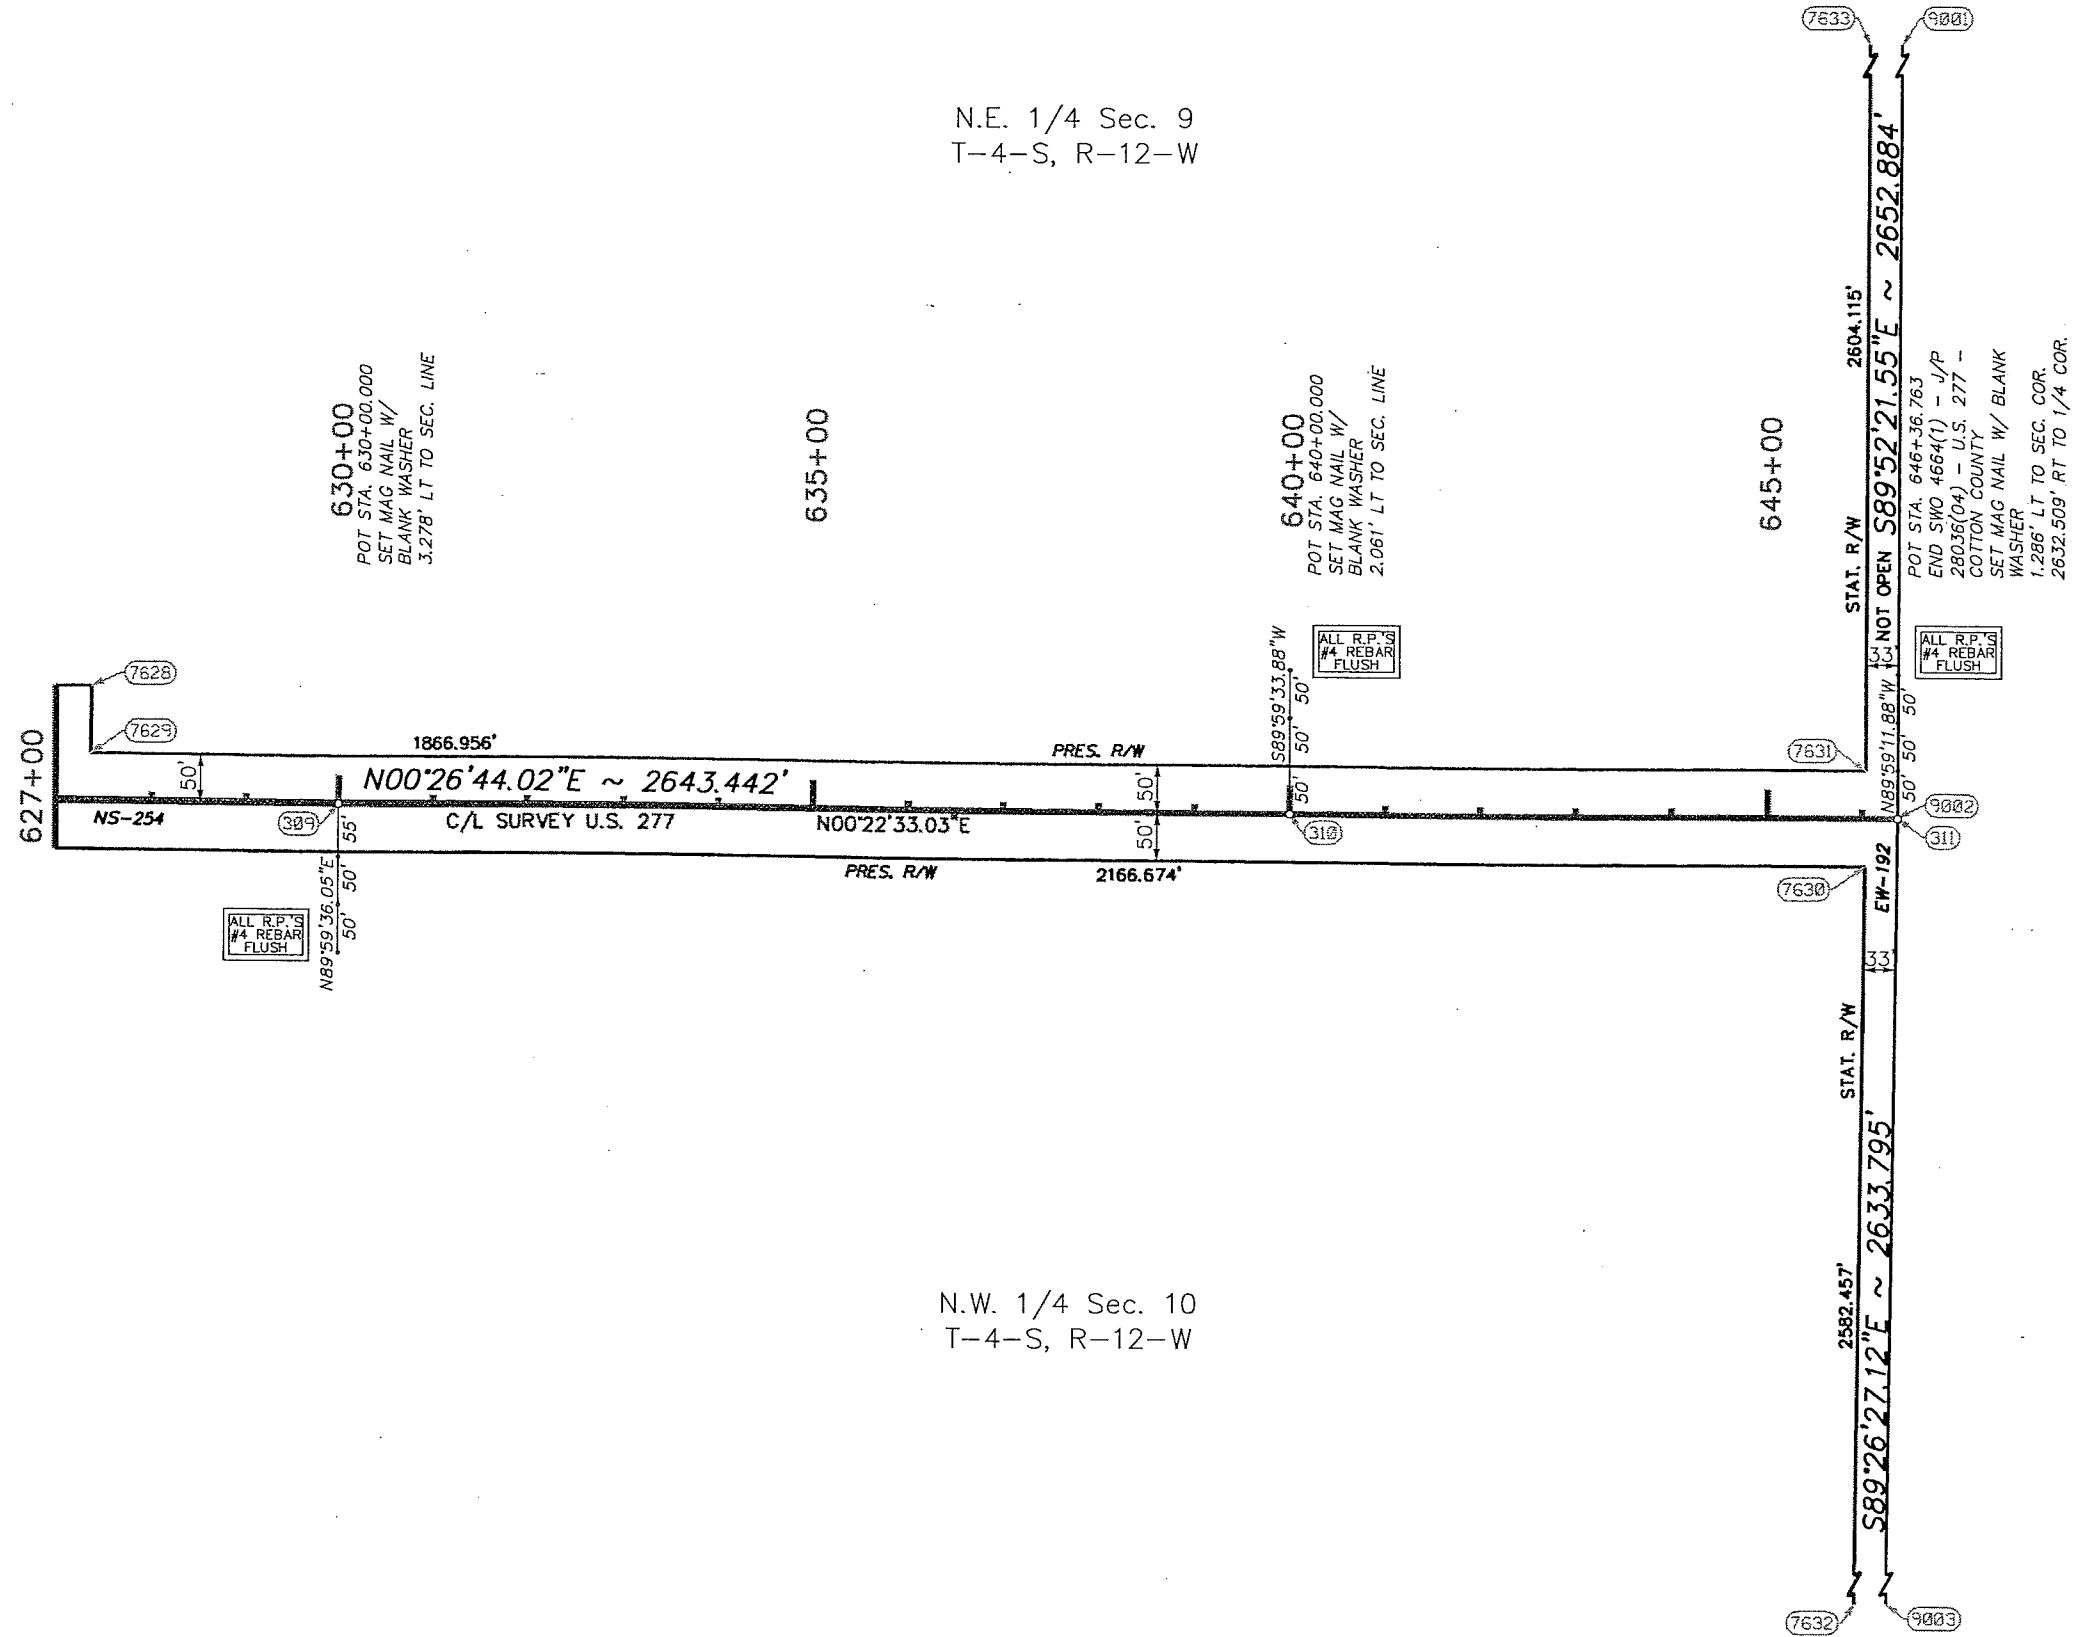 7633
9001
N.E. 1/4 Sec. 9
T-4-S, R-12-W
S89°52'21.55"E ~ 2652.884'
2604.115'
STAT. R/W
NOT OPEN
33'
630+00
POT STA. 630+00.000
SET MAG NAIL W/
BLANK WASHER
3.278' LT TO SEC. LINE
635+00
640+00
POT STA. 640+00.000
SET MAG NAIL W/
BLANK WASHER
2.061' LT TO SEC. LINE
645+00
POT STA. 646+36.763
END SWO 4664(1) - J/P
28036(04) - U.S. 277 -
COTTON COUNTY
SET MAG NAIL W/ BLANK
WASHER
1.286' LT TO SEC. COR.
2632.509' RT TO 1/4 COR.
ALL R.P.'S
#4 REBAR
FLUSH
ALL R.P.'S
#4 REBAR
FLUSH
S89°59'33.88"W
50'
50'
50'
N89°59'11.88"W
50'
50'
50'
7628
7629
627+00
1866.956'
PRES. R/W
7631
50'
N00°26'44.02"E ~ 2643.442'
50'
NS-254
309
55'
C/L SURVEY U.S. 277
N00°22'33.03"E
50'
310
9002
311
PRES. R/W
2166.674'
7630
EW-192
N89°59'36.05"E
50'
50'
ALL R.P.'S
#4 REBAR
FLUSH
33'
STAT. R/W
N.W. 1/4 Sec. 10
T-4-S, R-12-W
2582.457'
S89°26'27.12"E ~ 2633.795'
7632
9003